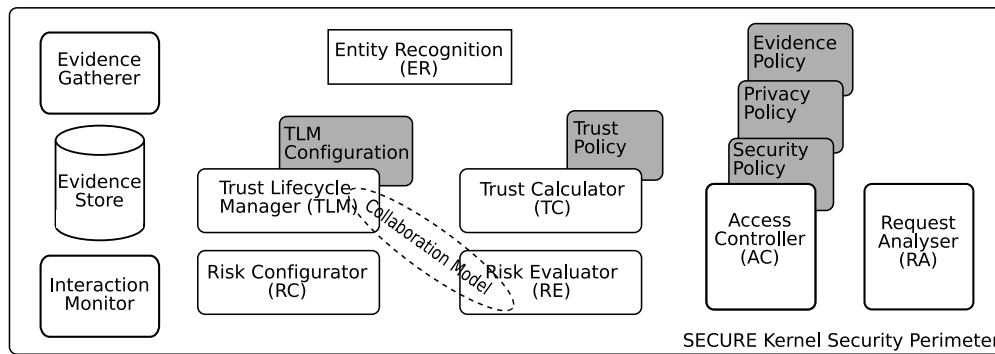 Evidence
Gatherer
Entity Recognition
(ER)
Evidence
Policy
Privacy
Policy
Security
Policy
TLM
Configuration
Trust
Policy
Evidence
Store
Trust Lifecycle
Manager (TLM)
Collaboration Model
Trust Calculator
(TC)
Access
Controller
(AC)
Request
Analyser
(RA)
Interaction
Monitor
Risk Configurator
(RC)
Risk Evaluator
(RE)
SECURE Kernel Security Perimeter